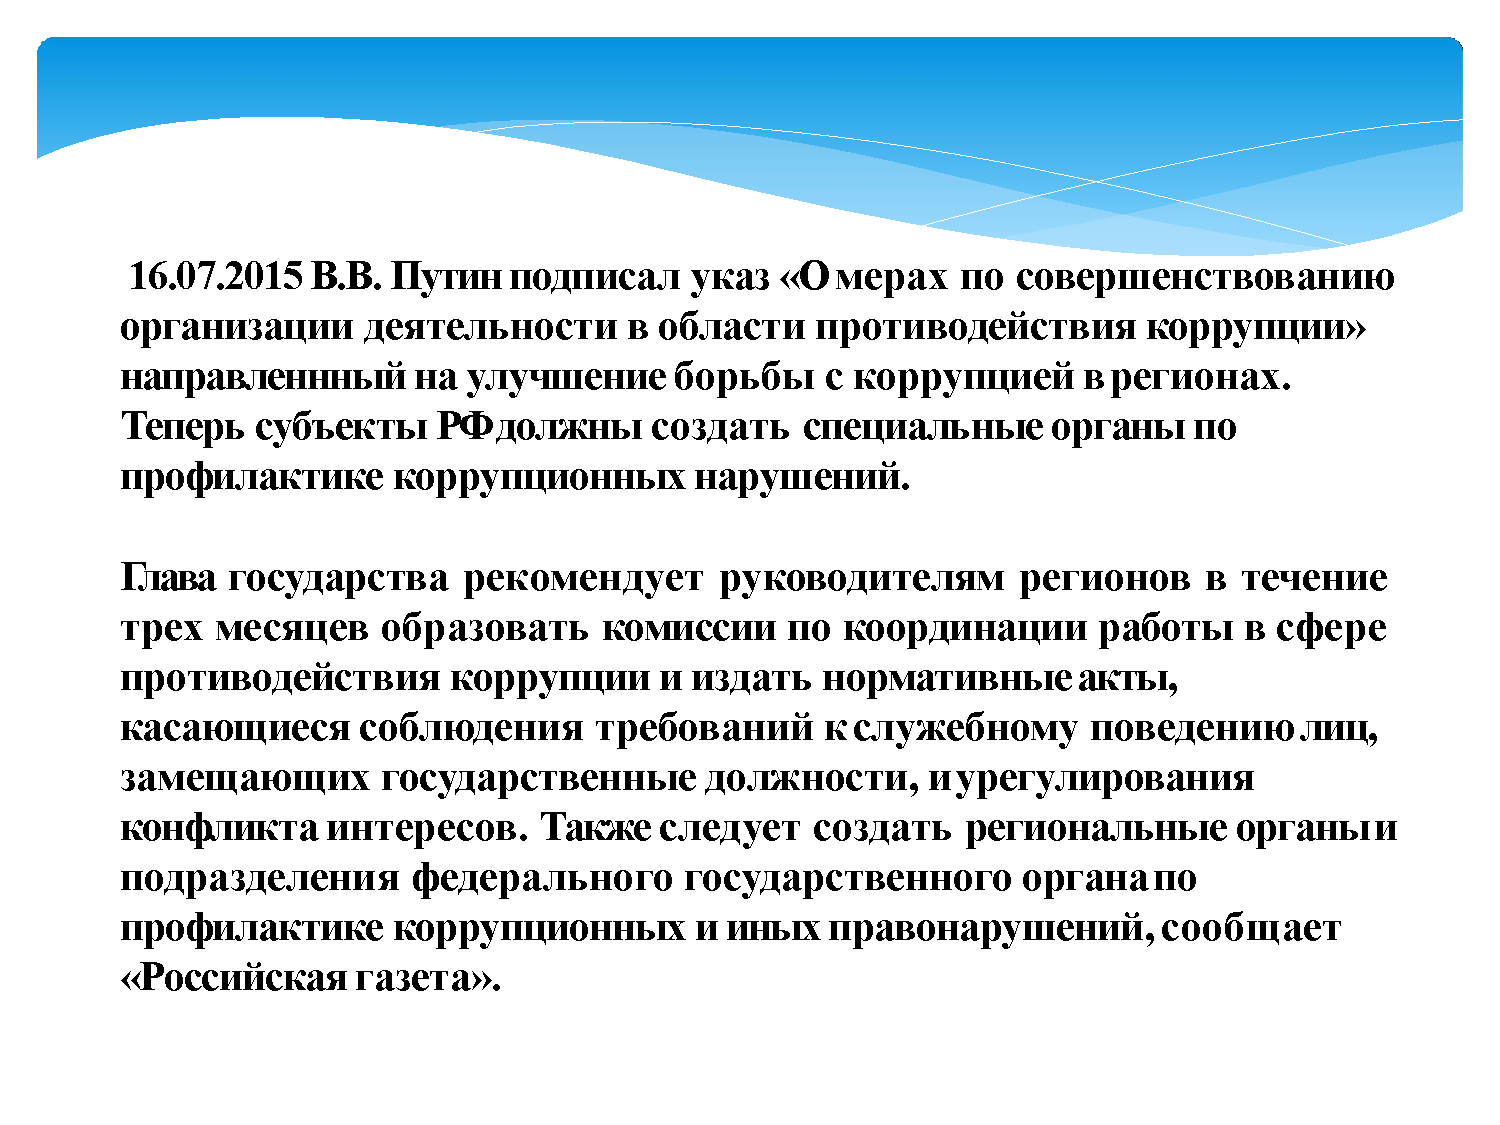 16.07.2015 В.В. Путин подписал указ «О мерах по совершенствованию
организации деятельности в области противодействия коррупции»
направленнный на улучшение борьбы с коррупцией в регионах.
Теперь субъекты РФ должны создать специальные органы по
профилактике коррупционных нарушений.
Глава государства рекомендует руководителям регионов в течение
трех месяцев образовать комиссии по координации работы в сфере
противодействия коррупции и издать нормативные акты,
касающиеся соблюдения требований к служебному поведению лиц,
замещающих государственные должности, и урегулирования
конфликта интересов. Также следует создать региональные органы и
подразделения федерального государственного органа по
профилактике коррупционных и иных правонарушений, сообщает
«Российская газета».